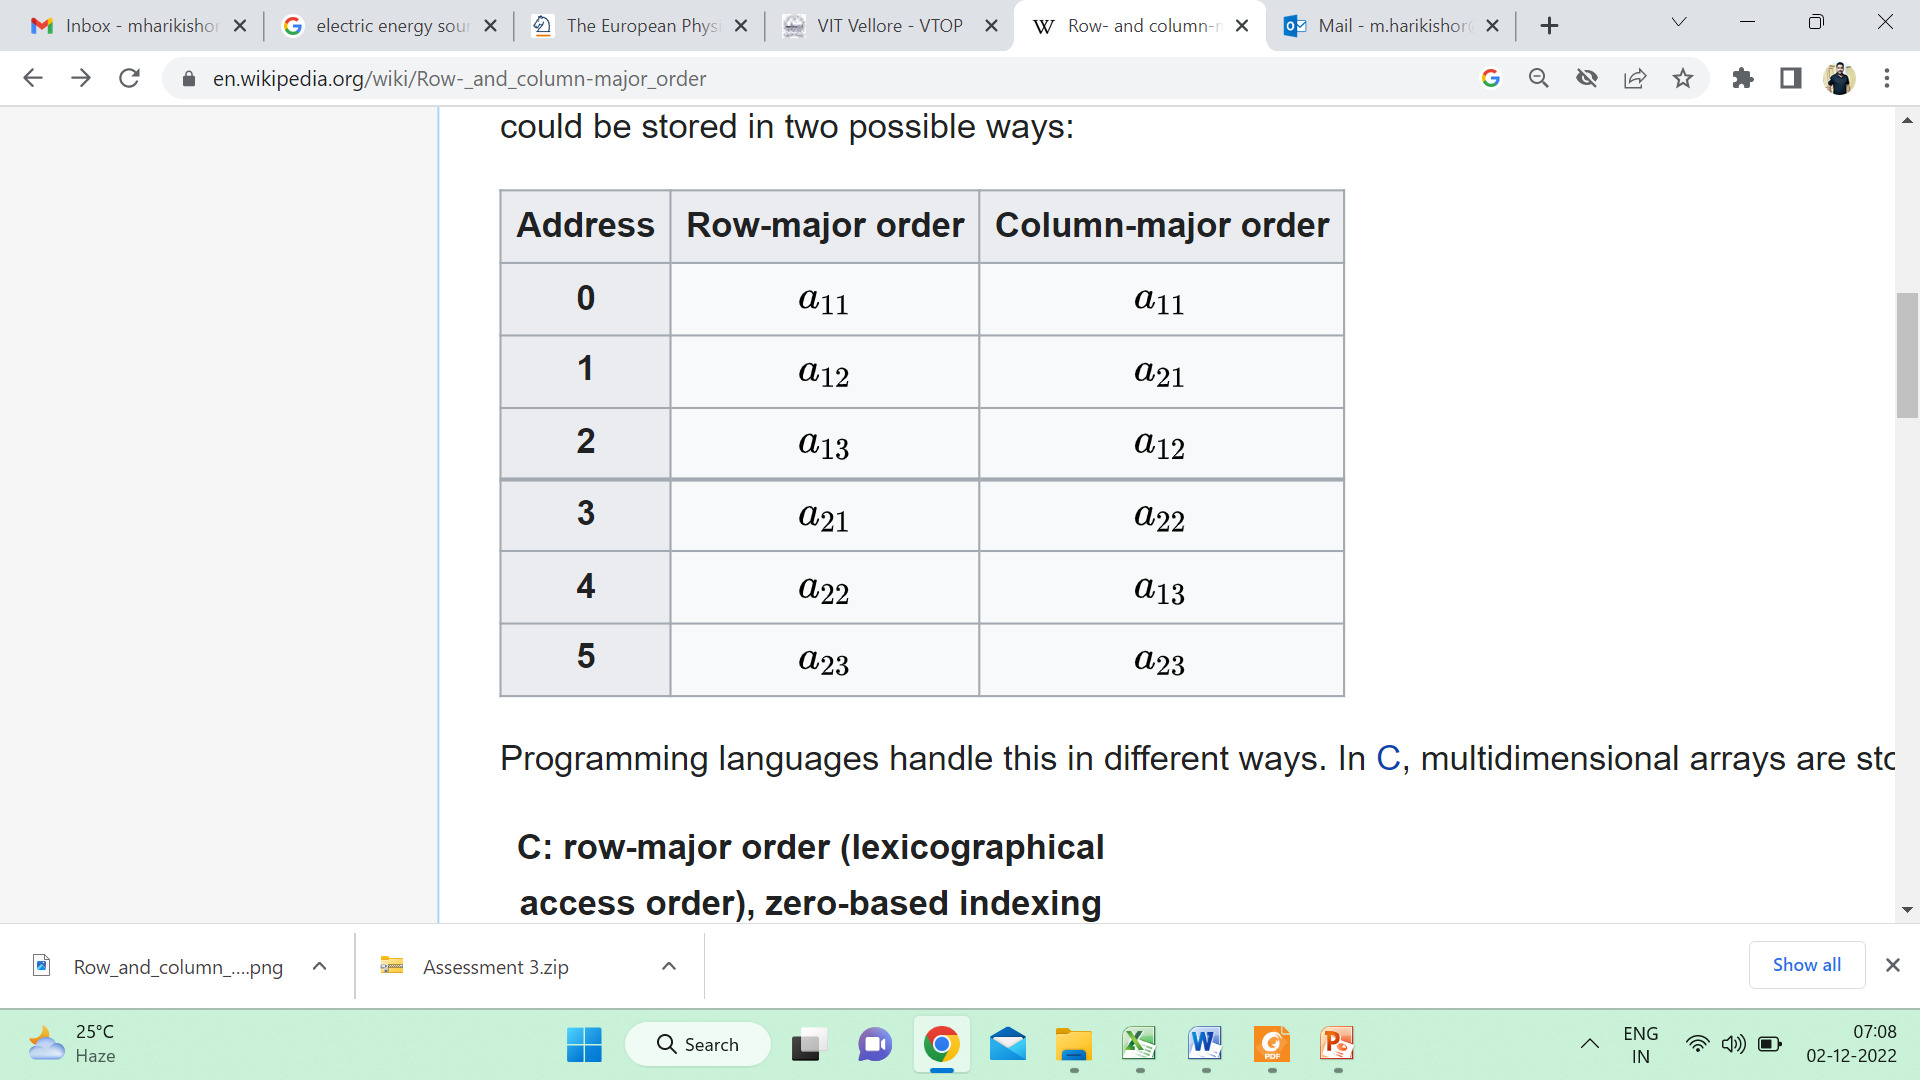 Inbox - mharikishor
electric energy sour
The European Physi
VIT Vellore - VTOP
Row- and column-m
Mail - m.harikishor@
en.wikipedia.org/wiki/Row-_and_column-major_order
could be stored in two possible ways:
Address Row-major order Column-major order
0 a11 a11
1 a12 a21
2 a13 a12
3 a21 a22
4 a22 a13
5 a23 a23
Programming languages handle this in different ways. In C, multidimensional arrays are sto
C: row-major order (lexicographical
access order), zero-based indexing
Row_and_column_....png
Assessment 3.zip
Show all
25°C
Haze
Search
ENG
IN
07:08
02-12-2022